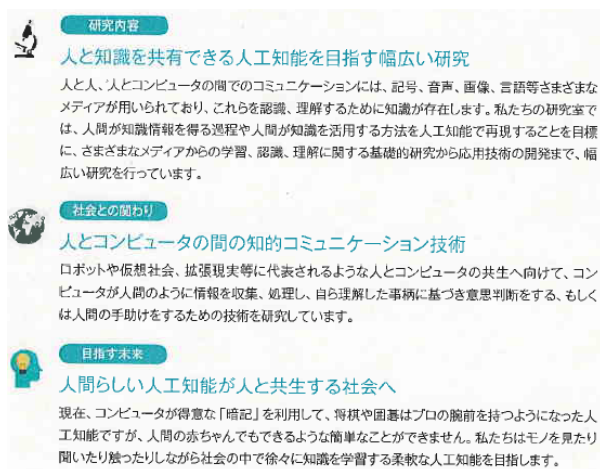 研究内容
人と知識を共有できる人工知能を目指す幅広い研究
人と人、人とコンピュータの間でのコミュニケーションには、記号、音声、画像、言語等さまざまな
メディアが用いられており、これらを認識、理解するために知識が存在します。私たちの研究室で
は、人間が知識情報を得る過程や人間が知識を活用する方法を人工知能で再現することを目標
に、さまざまなメディアからの学習、認識、理解に関する基礎的研究から応用技術の開発まで、幅
広い研究を行っています。
社会との関わり
人とコンピュータの間の知的コミュニケーション技術
ロボットや仮想社会、拡張現実等に代表されるような人とコンピュータの共生へ向けて、コン
ピュータが人間のように情報を収集、処理し、自ら理解した事柄に基づき意思判断をする、もしく
は人間の手助けをするための技術を研究しています。
目指す未来
人間らしい人工知能が人と共生する社会へ
現在、コンピュータが得意な「暗記」を利用して、将棋や囲碁はプロの腕前を持つようになった人
工知能ですが、人間の赤ちゃんでもできるような簡単なことができません。私たちはモノを見たり
聞いたり触ったりしながら社会の中で徐々に知識を学習する柔軟な人工知能を目指します。